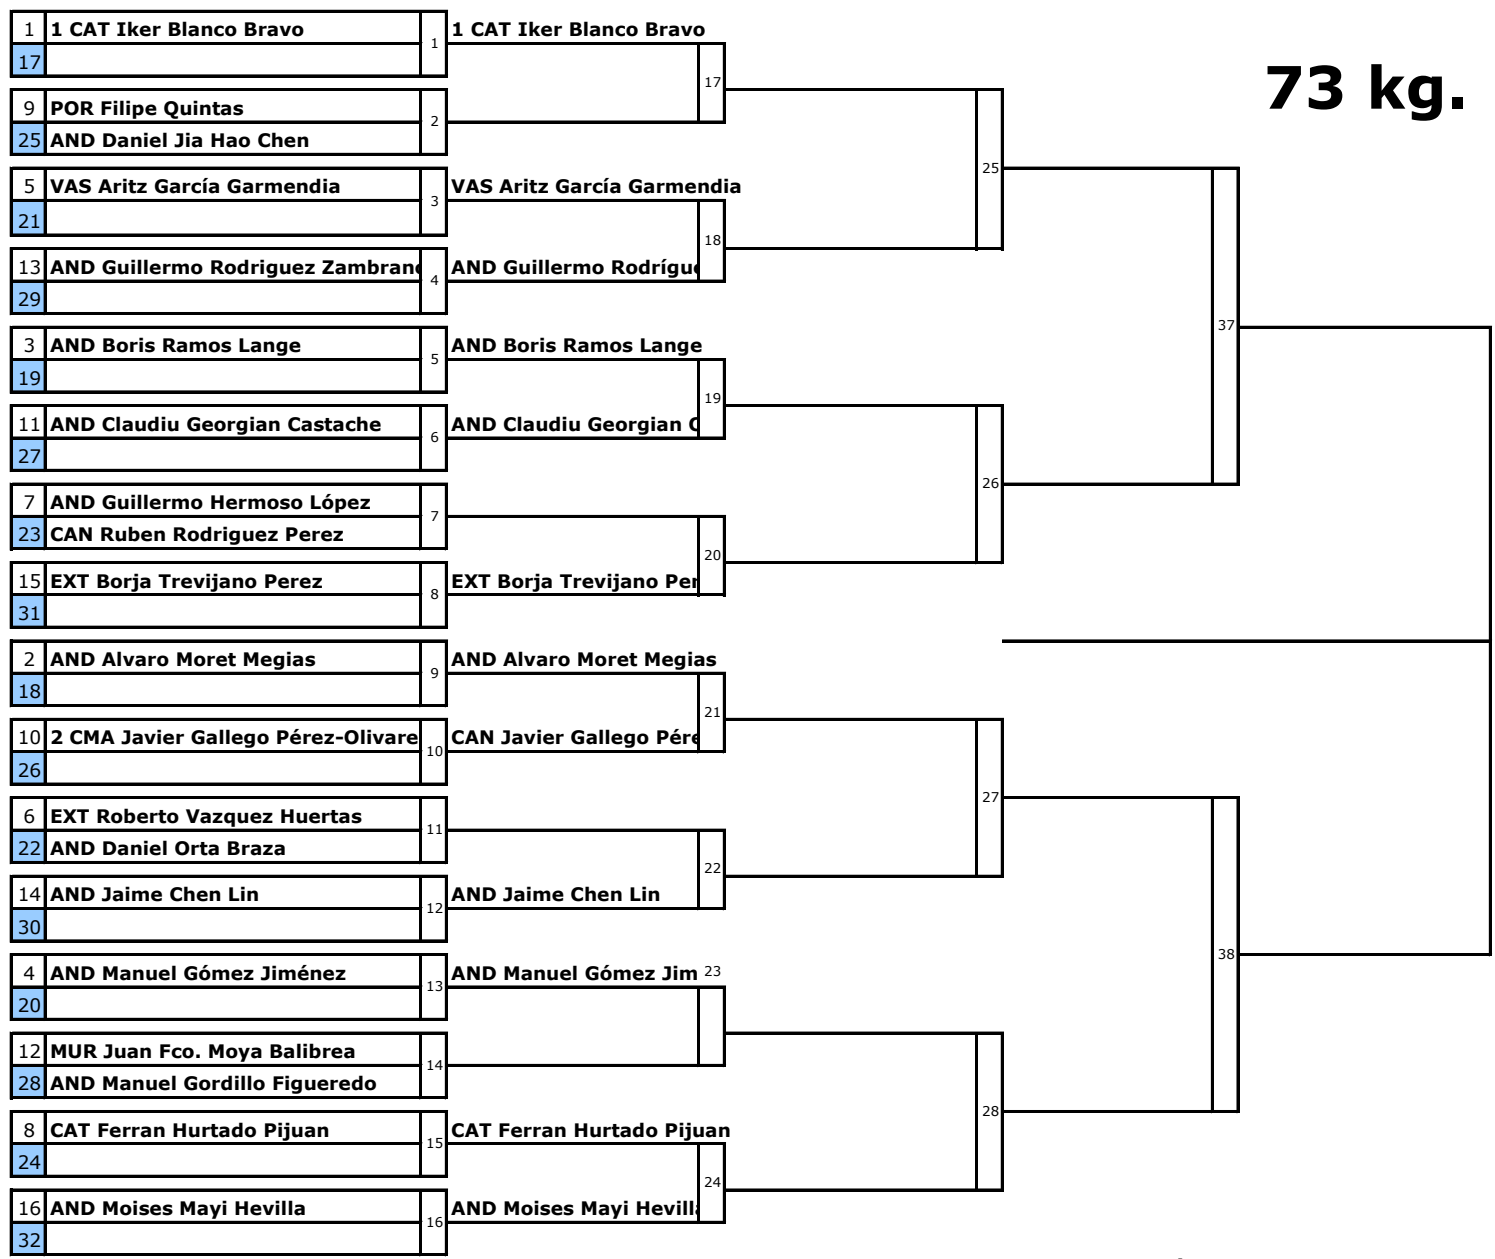 73 kg.
1 1 CAT Iker Blanco Bravo 1 1 CAT Iker Blanco Bravo
17
17
9 POR Filipe Quintas
2
25 AND Daniel Jia Hao Chen
25
5 VAS Aritz García Garmendia 3 VAS Aritz García Garmendia
21
18
13 AND Guillermo Rodriguez Zambran 4 AND Guillermo Rodrígu
29
37
3 AND Boris Ramos Lange 5 AND Boris Ramos Lange
19
19
11 AND Claudiu Georgian Castache 6 AND Claudiu Georgian
27
26
7 AND Guillermo Hermoso López
7
23 CAN Ruben Rodriguez Perez
20
15 EXT Borja Trevijano Perez 8 EXT Borja Trevijano Per
31
2 AND Alvaro Moret Megias 9 AND Alvaro Moret Megias
18
21
10 2 CMA Javier Gallego Pérez-Olivare 10 CAN Javier Gallego Pére
26
27
6 EXT Roberto Vazquez Huertas
11
22 AND Daniel Orta Braza
22
14 AND Jaime Chen Lin 12 AND Jaime Chen Lin
30
38
4 AND Manuel Gómez Jiménez 13 AND Manuel Gómez Jim 23
20
12 MUR Juan Fco. Moya Balibrea
14
28 AND Manuel Gordillo Figueredo
28
8 CAT Ferran Hurtado Pijuan 15 CAT Ferran Hurtado Pijuan
24
24
16 AND Moises Mayi Hevilla 16 AND Moises Mayi Hevill
32